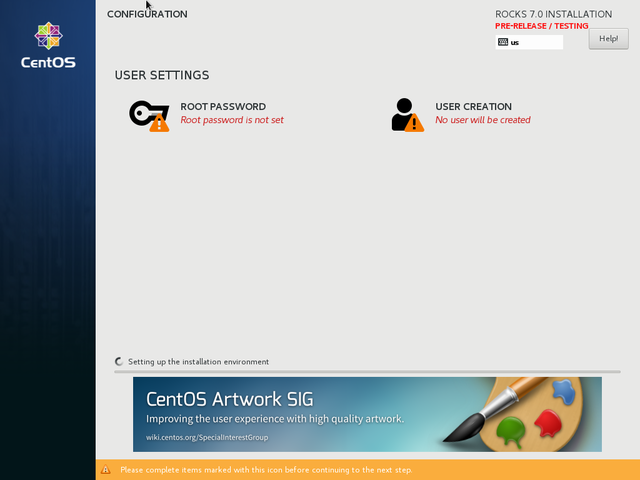 CONFIGURATION
ROCKS 7.0 INSTALLATION
PRE-RELEASE / TESTING
us
Help!
CentOS
USER SETTINGS
ROOT PASSWORD
Root password is not set
USER CREATION
No user will be created
Setting up the installation environment
CentOS Artwork SIG
Improving the user experience with high quality artwork.
wiki.centos.org/SpecialInterestGroup
Please complete items marked with this icon before continuing to the next step.